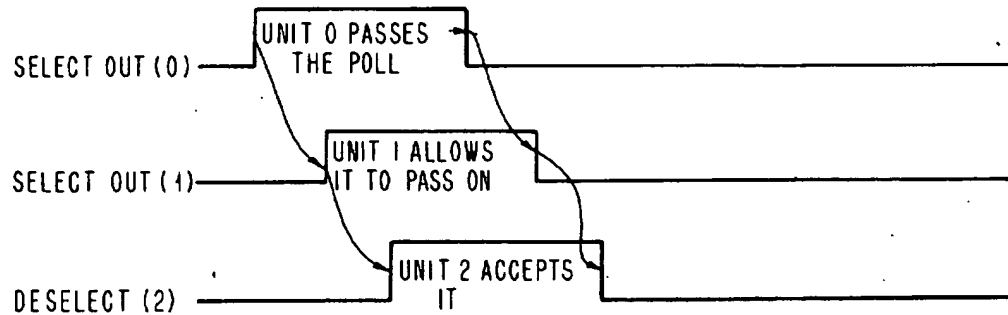 UNIT 0 PASSES
THE POLL
SELECT OUT (0)
UNIT 1 ALLOWS
IT TO PASS ON
SELECT OUT (1)
UNIT 2 ACCEPTS
IT
DESELECT (2)